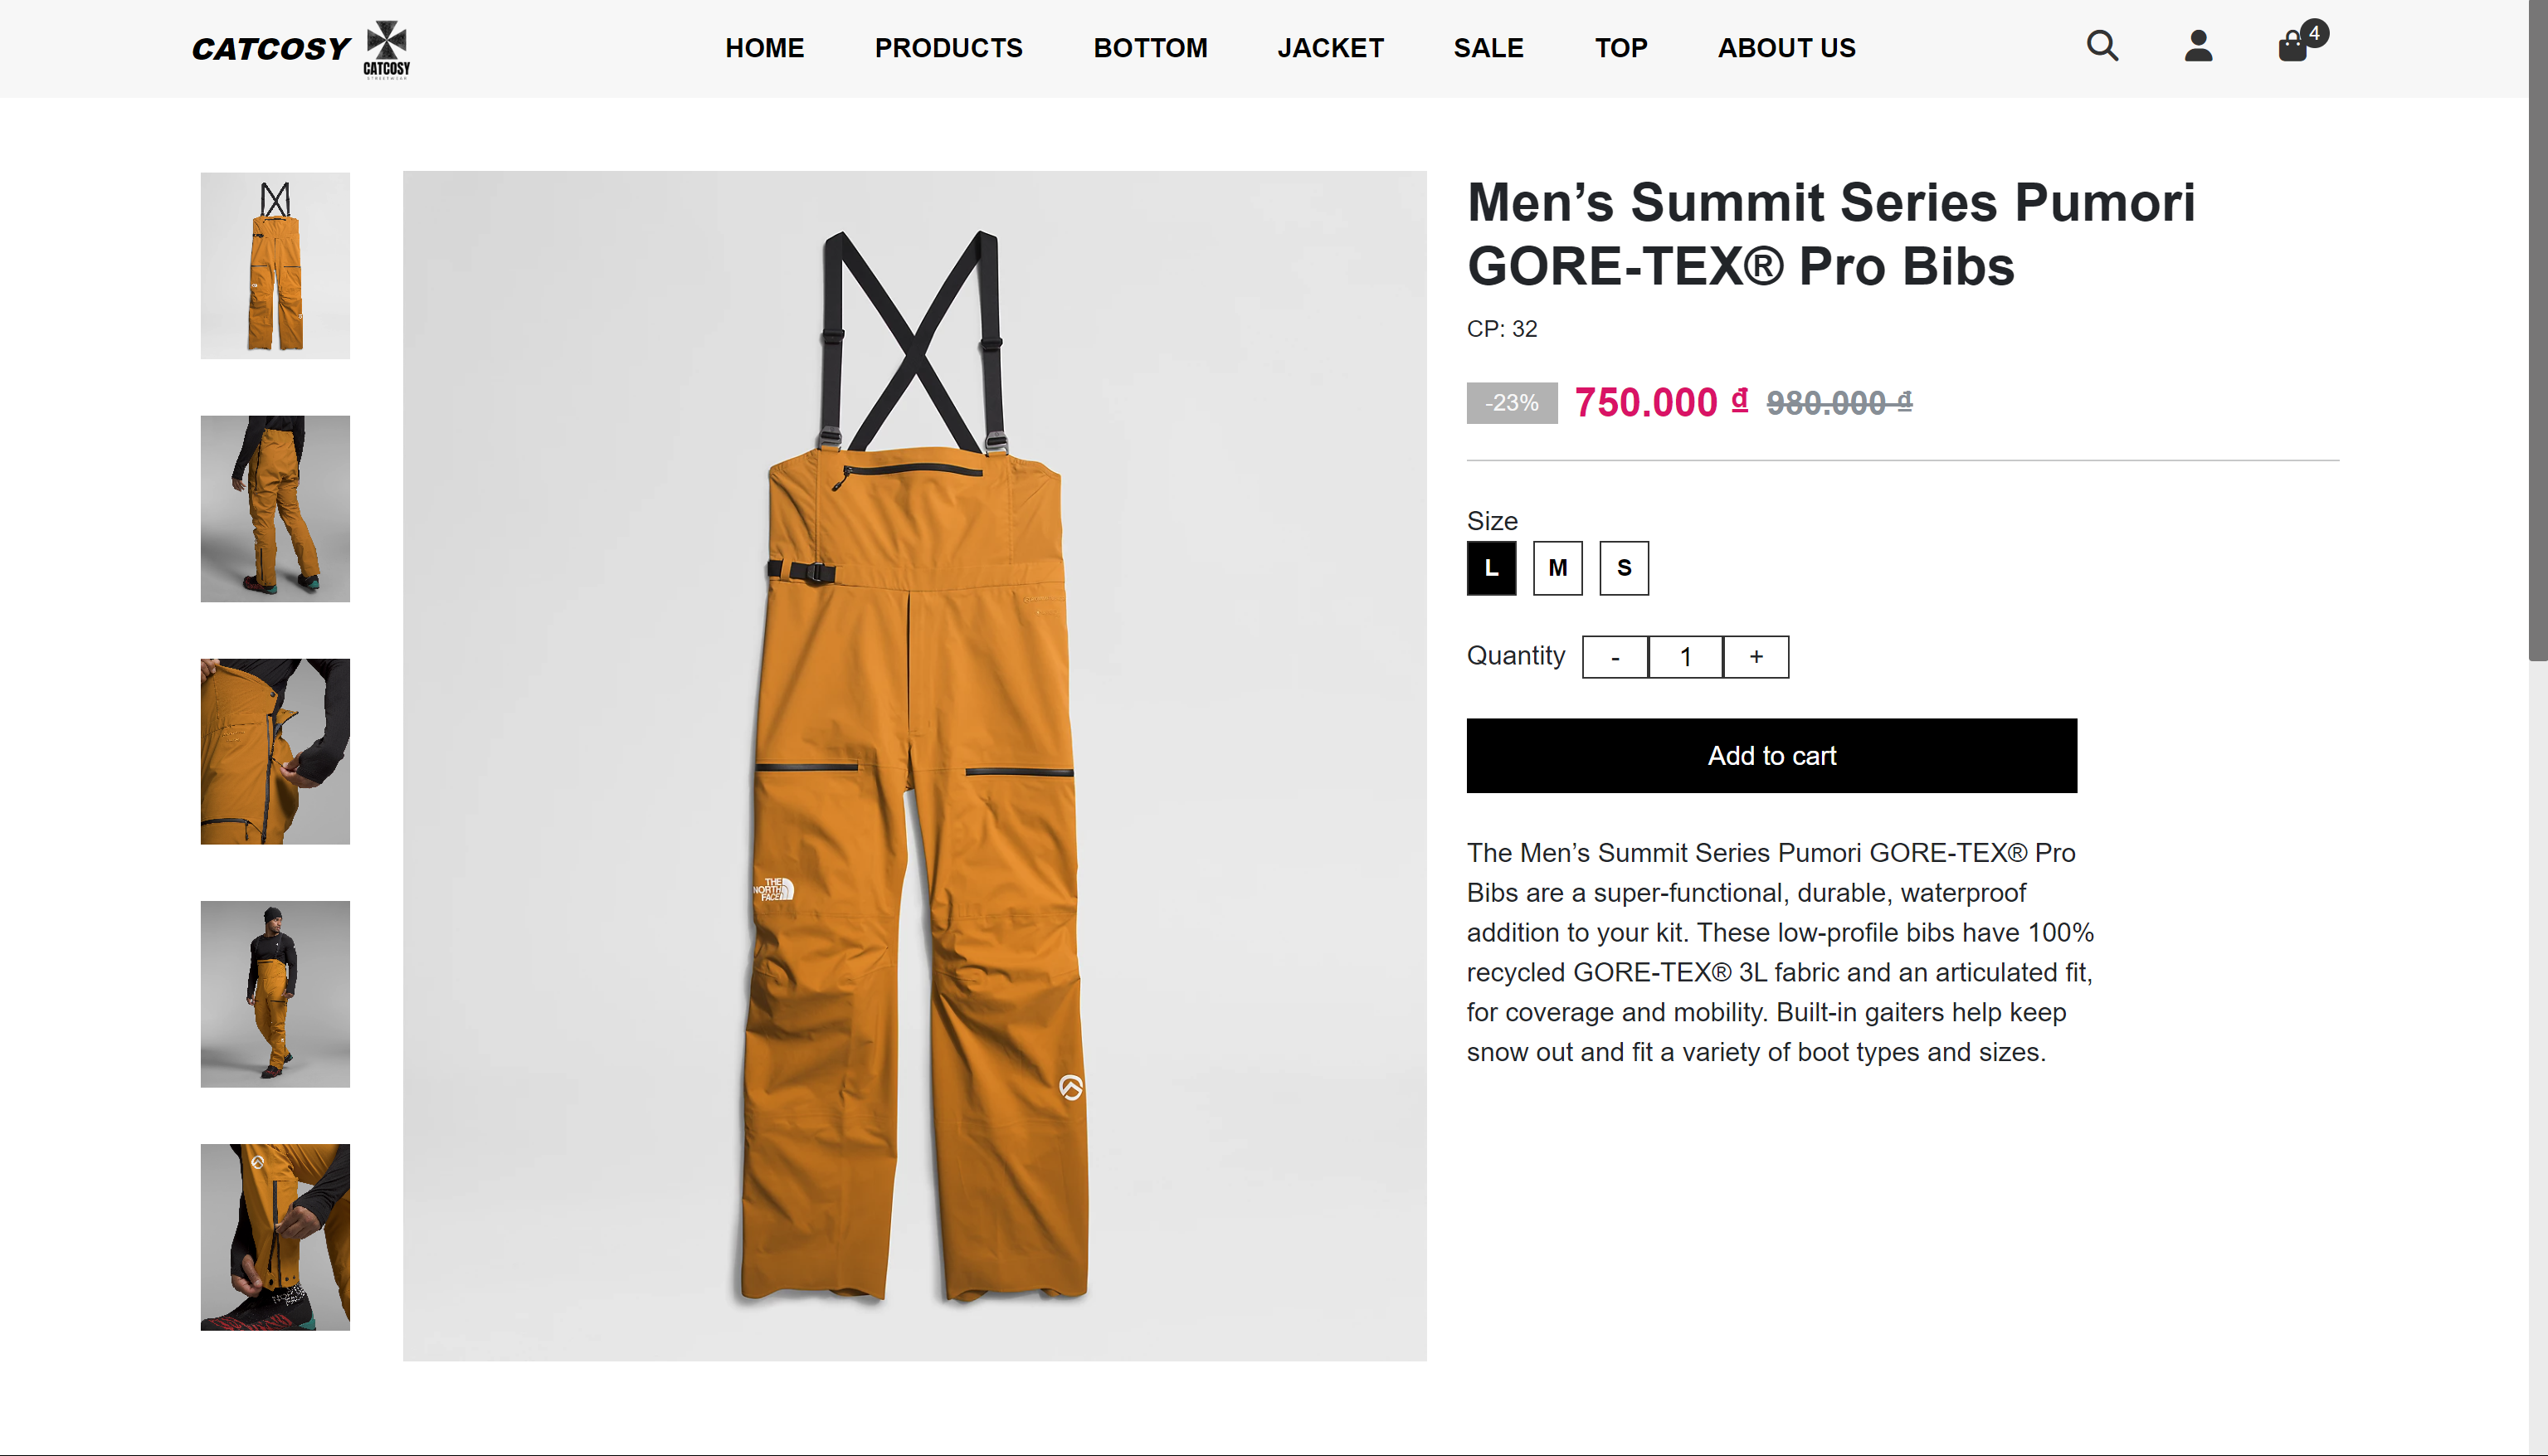 CATCOSY
CATCOSY
STREETWEAR
HOME PRODUCTS BOTTOM JACKET SALE TOP ABOUT US
4
Men’s Summit Series Pumori
GORE-TEX® Pro Bibs
CP: 32
-23% 750.000 ₫ 980.000 ₫
Size
L M S
Quantity - 1 +
Add to cart
The Men’s Summit Series Pumori GORE-TEX® Pro
Bibs are a super-functional, durable, waterproof
addition to your kit. These low-profile bibs have 100%
recycled GORE-TEX® 3L fabric and an articulated fit,
for coverage and mobility. Built-in gaiters help keep
snow out and fit a variety of boot types and sizes.
THE
NORTH
FACE